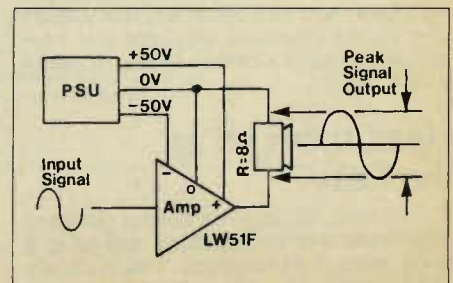 +50V
0V
-50V
PSU
Peak
Signal
Output
R=8Ω
Input
Signal
- o +
Amp
LW51F